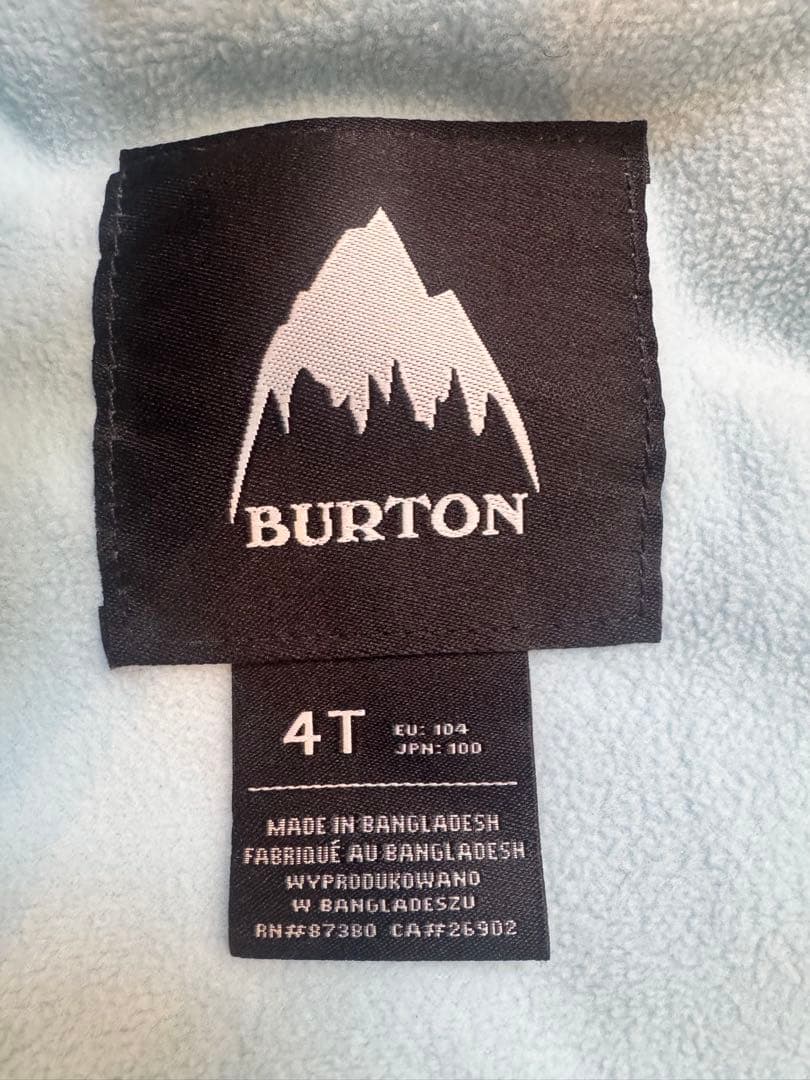 BURTON
4T
EU: 104
JPN: 100
MADE IN BANGLADESH
FABRIQUÉ AU BANGLADESH
WYPRODUKOWANO
W BANGLADESZU
RN#87380 CA#26902